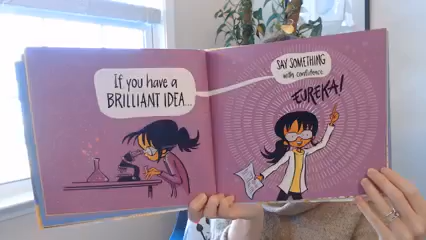 If you have a
BRILLIANT IDEA...
SAY SOMETHING
with confidence.
EUREKA!